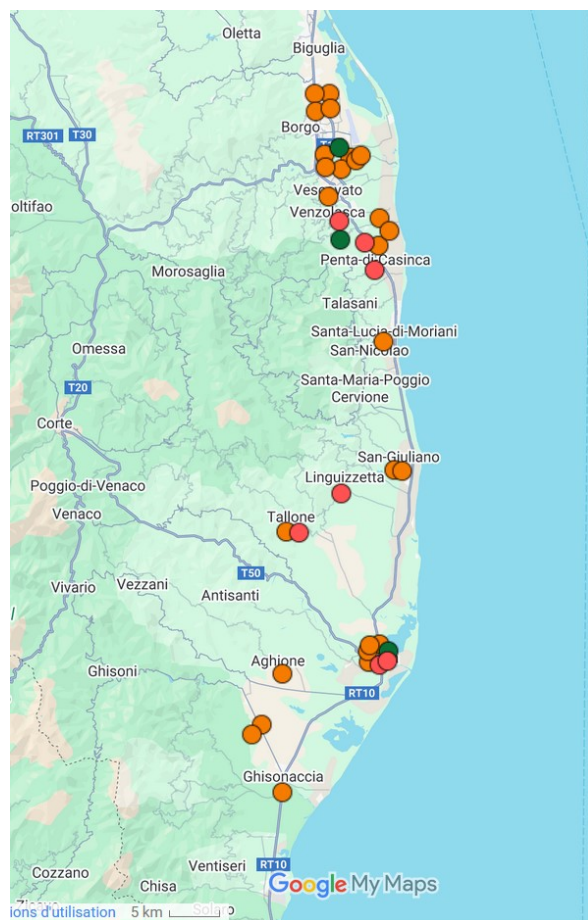 Oletta
Biguglia
RT301
T30
Borgo
Venzolasca
oltifao
Penta-di-Casinca
Morosaglia
Talasani
Santa-Lucia-di-Moriani
San-Nicolao
Omessa
Santa-Maria-Poggio
Cervione
T20
Corte
San-Giuliano
Linguizzetta
Poggio-di-Venaco
Venaco
Tallone
T50
Vivario
Vezzani
Antisanti
Aghione
Ghisoni
RT10
Ghisonaccia
Ventiseri
RT10
Cozzano
Chisa
Google My Maps
ions d'utilisation
5 km
Solaro